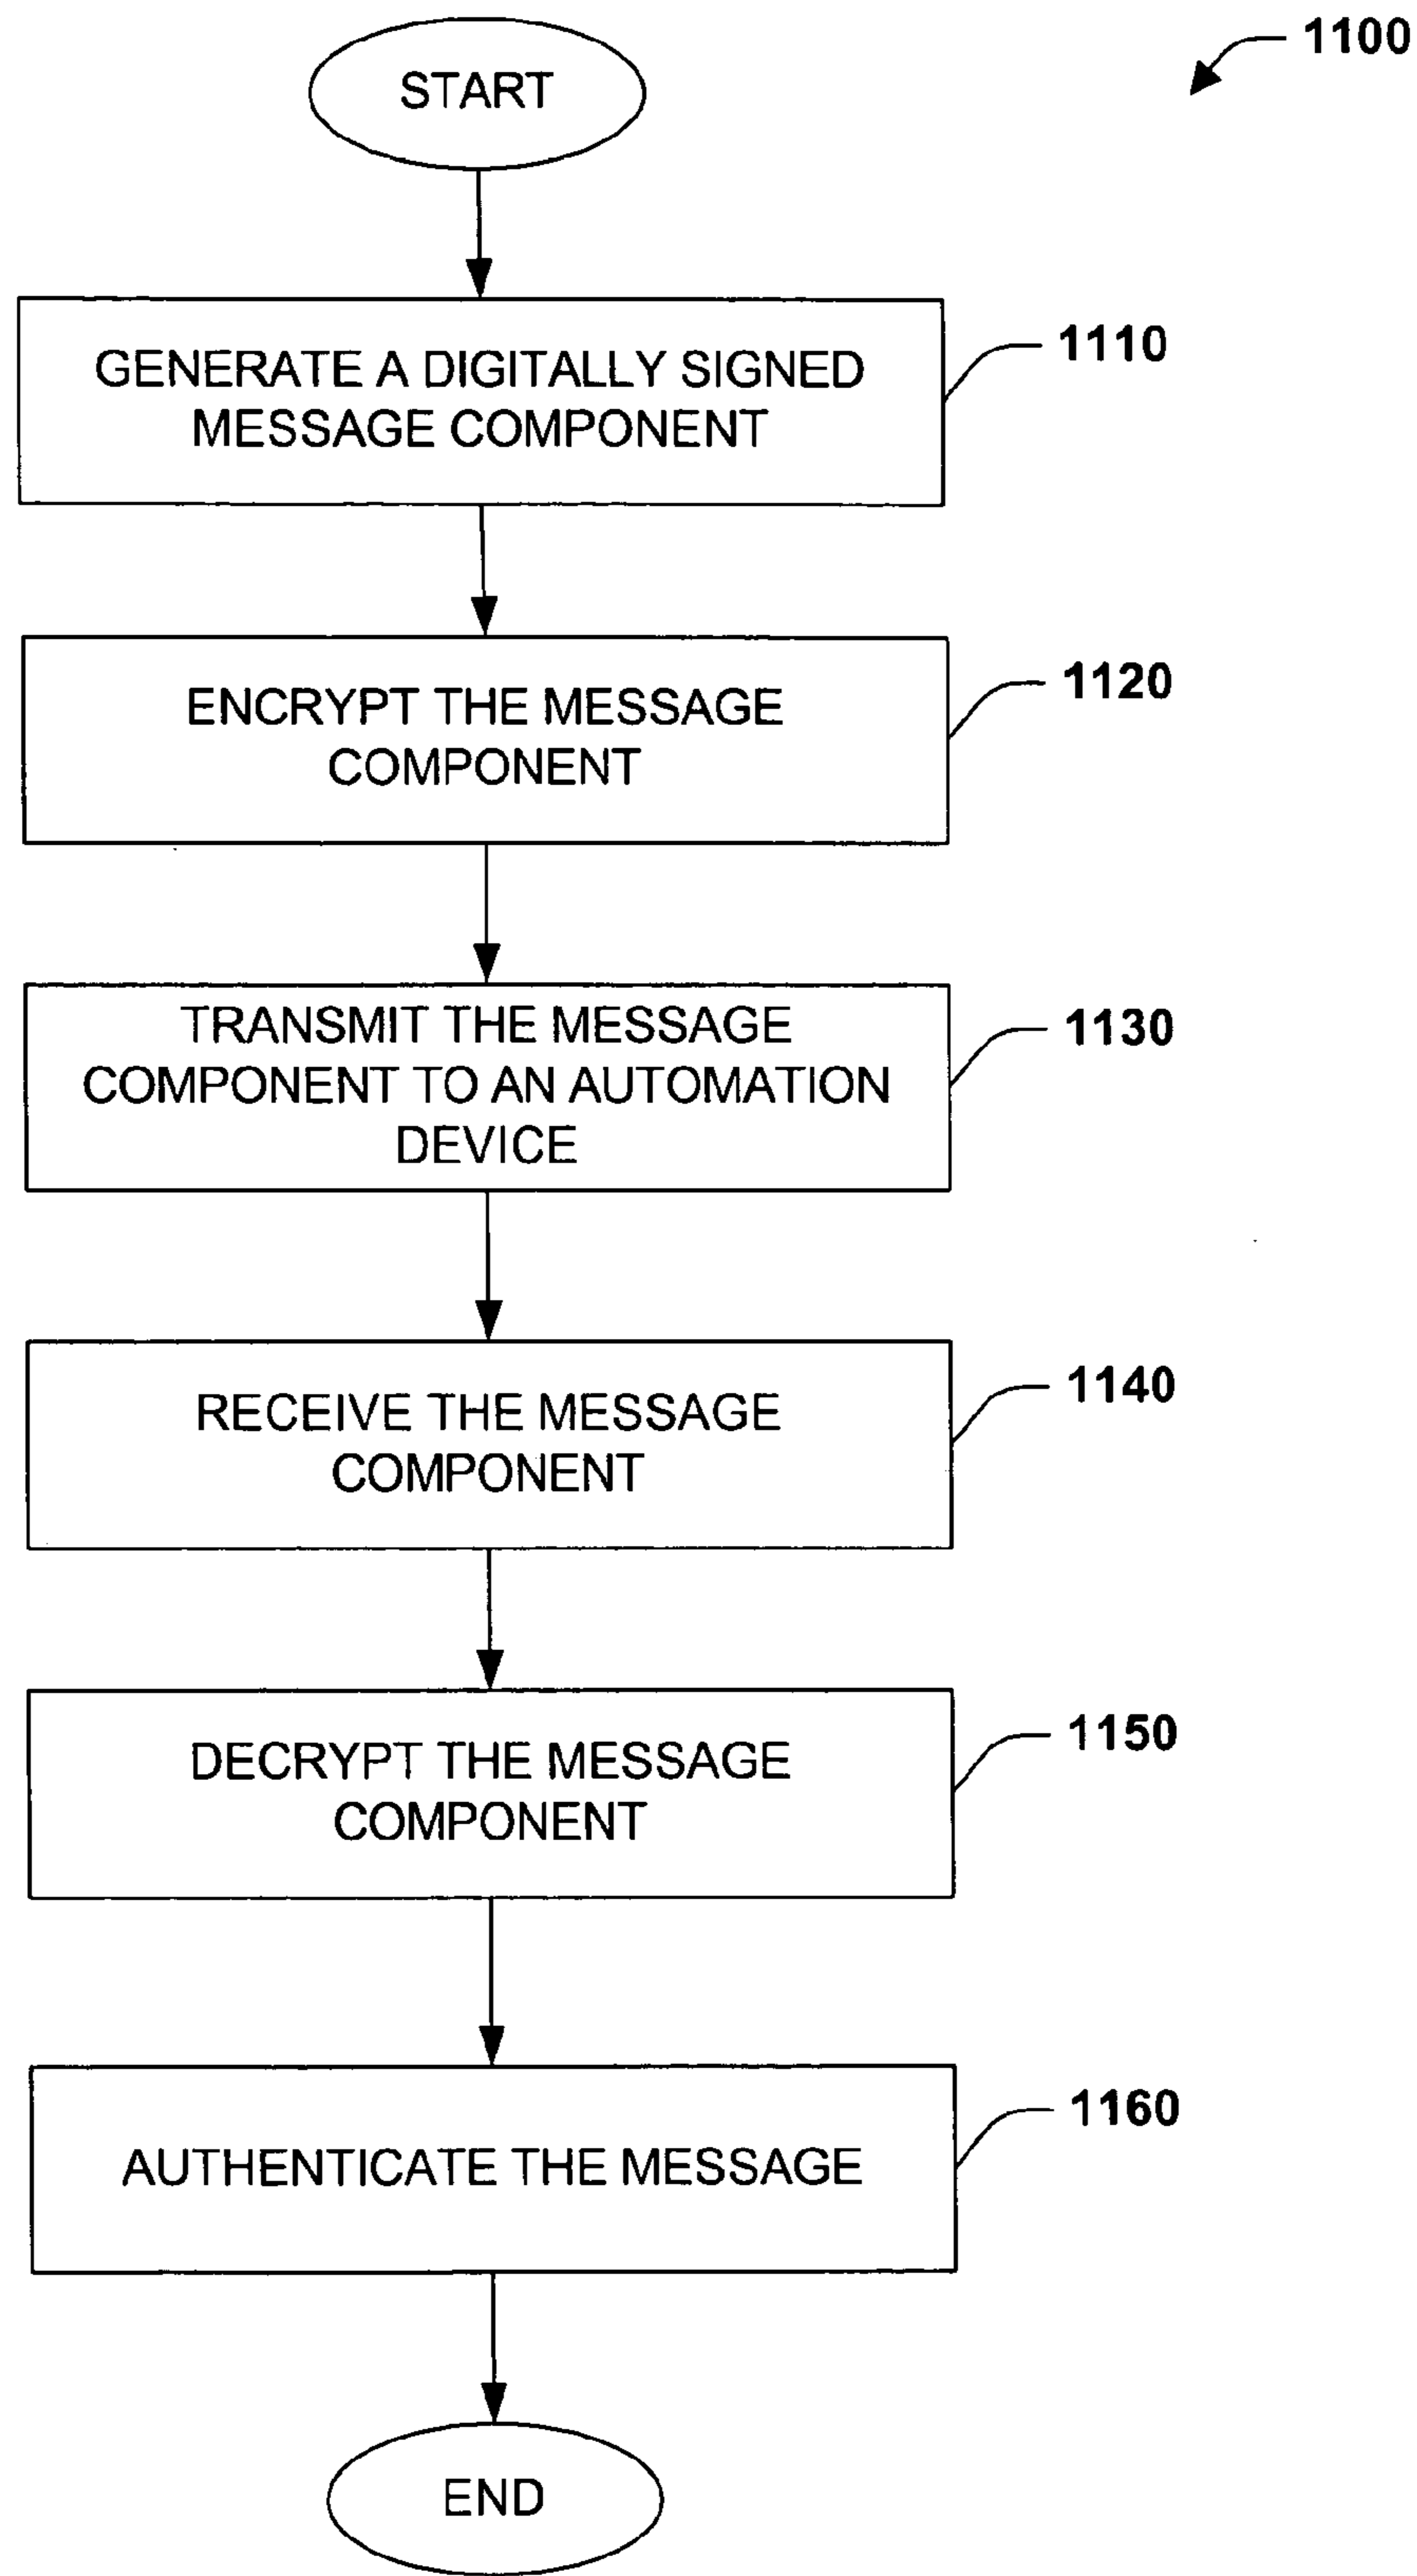 1100
START
GENERATE A DIGITALLY SIGNED
MESSAGE COMPONENT
1110
ENCRYPT THE MESSAGE
COMPONENT
1120
TRANSMIT THE MESSAGE
COMPONENT TO AN AUTOMATION
DEVICE
1130
RECEIVE THE MESSAGE
COMPONENT
1140
DECRYPT THE MESSAGE
COMPONENT
1150
AUTHENTICATE THE MESSAGE
1160
END